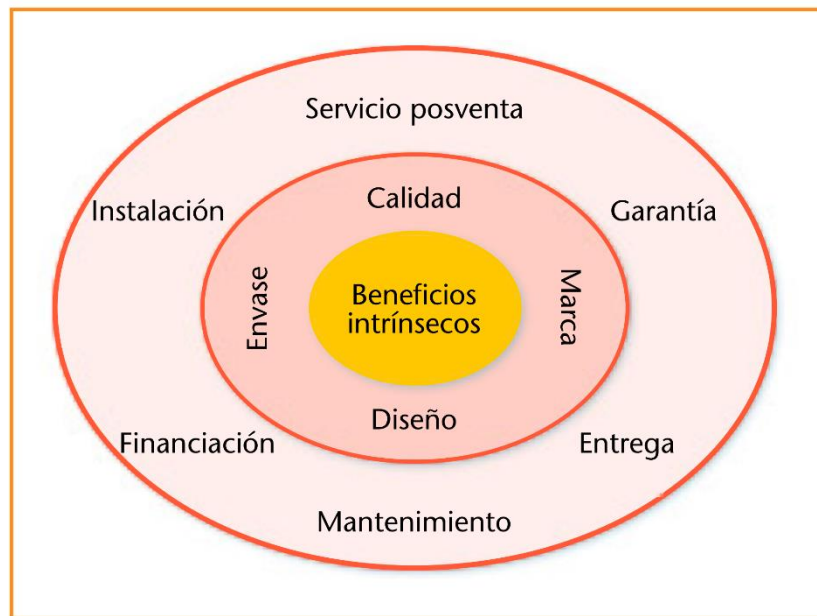 Servicio posventa
Instalación
Calidad
Garantía
Envase
Beneficios
intrínsecos
Marca
Diseño
Financiación
Entrega
Mantenimiento